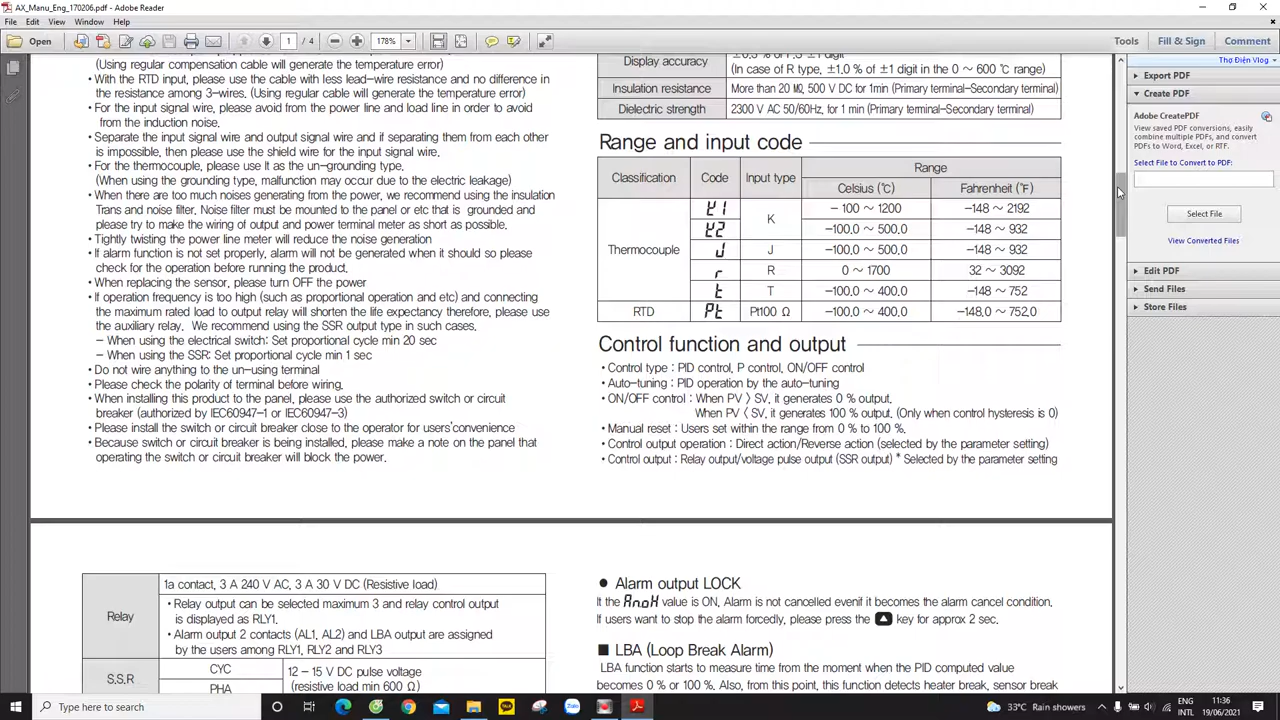 AX_Manu_Eng_170206.pdf - Adobe Reader
File Edit View Window Help
Open 1 / 4 178% Tools Fill & Sign Comment
Thợ Điện Vlog
(Using regular compensation cable will generate the temperature error)
• With the RTD input, please use the cable with less lead-wire resistance and no difference in
the resistance among 3-wires. (Using regular cable will generate the temperature error)
• For the input signal wire, please avoid from the power line and load line in order to avoid
from the induction noise.
• Separate the input signal wire and output signal wire and if separating them from each other
is impossible, then please use the shield wire for the input signal wire.
• For the thermocouple, please use It as the un-grounding type.
(When using the grounding type, malfunction may occur due to the electric leakage)
• When there are too much noises generating from the power, we recommend using the insulation
Trans and noise filter. Noise filter must be mounted to the panel or etc that is grounded and
please try to make the wiring of output and power terminal meter as short as possible.
• Tightly twisting the power line meter will reduce the noise generation
• If alarm function is not set properly, alarm will not be generated when it should so please
check for the operation before running the product.
• When replacing the sensor, please turn OFF the power
• If operation frequency is too high (such as proportional operation and etc) and connecting
the maximum rated load to output relay will shorten the life expectancy therefore, please use
the auxiliary relay. We recommend using the SSR output type in such cases.
- When using the electrical switch: Set proportional cycle min 20 sec
- When using the SSR: Set proportional cycle min 1 sec
• Do not wire anything to the un-using terminal
• Please check the polarity of terminal before wiring.
• When installing this product to the panel, please use the authorized switch or circuit
breaker (authorized by IEC60947-1 or IEC60947-3)
• Please install the switch or circuit breaker close to the operator for users'convenience
• Because switch or circuit breaker is being installed, please make a note on the panel that
operating the switch or circuit breaker will block the power.
Display accuracy
(In case of R type, ±1.0 % of ±1 digit in the 0 ~ 600 ℃ range)
Insulation resistance More than 20 MΩ, 500 V DC for 1min (Primary terminal-Secondary terminal)
Dielectric strength 2300 V AC 50/60Hz, for 1 min (Primary terminal-Secondary terminal)
Range and input code
Classification Code Input type Range
Celsius (℃) Fahrenheit (℉)
Thermocouple
K1 K -100 ~ 1200 -148 ~ 2192
K2 -100.0 ~ 500.0 -148 ~ 932
J J -100.0 ~ 500.0 -148 ~ 932
r R 0 ~ 1700 32 ~ 3092
t T -100.0 ~ 400.0 -148 ~ 752
RTD Pt Pt100 Ω -100.0 ~ 400.0 -148.0 ~ 752.0
Control function and output
• Control type : PID control, P control, ON/OFF control
• Auto-tuning : PID operation by the auto-tuning
• ON/OFF control : When PV > SV, it generates 0 % output.
When PV < SV, it generates 100 % output. (Only when control hysteresis is 0)
• Manual reset : Users set within the range from 0 % to 100 %.
• Control output operation : Direct action/Reverse action (selected by the parameter setting)
• Control output : Relay output/voltage pulse output (SSR output) * Selected by the parameter setting
Relay
1a contact, 3 A 240 V AC, 3 A 30 V DC (Resistive load)
• Relay output can be selected maximum 3 and relay control output
is displayed as RLY1.
• Alarm output 2 contacts (AL1, AL2) and LBA output are assigned
by the users among RLY1, RLY2 and RLY3
S.S.R CYC 12 - 15 V DC pulse voltage
PHA (resistive load min 600 Ω)
● Alarm output LOCK
If the value is ON, Alarm is not cancelled evenif it becomes the alarm cancel condition.
If users want to stop the alarm forcedly, please press the ▲ key for approx 2 sec.
■ LBA (Loop Break Alarm)
LBA function starts to measure time from the moment when the PID computed value
becomes 0 % or 100 %. Also, from this point, this function detects heater break, sensor break
Export PDF
Create PDF
Adobe CreatePDF
View saved PDF conversions, easily
combine multiple PDFs, and convert
PDFs to Word, Excel, or RTF.
Select File to Convert to PDF:
Select File
View Converted Files
Edit PDF
Send Files
Store Files
Type here to search
33°C Rain showers
ENG
INTL
11:36
19/06/2021